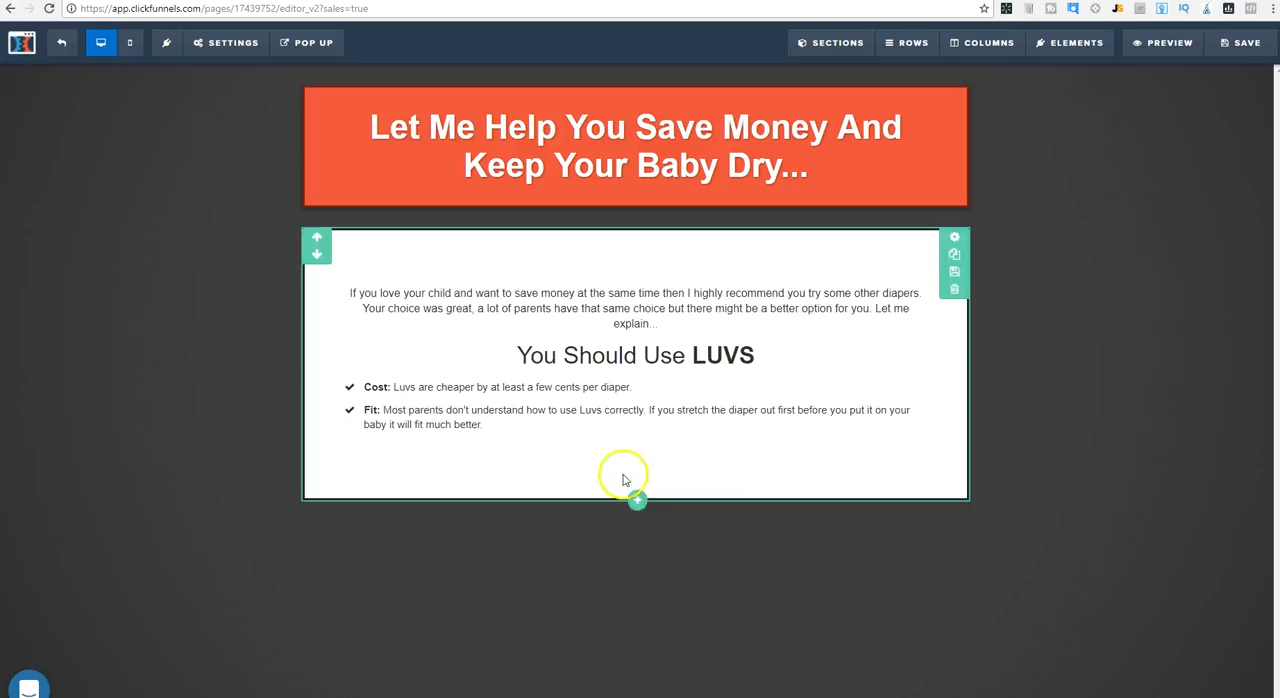 https://app.clickfunnels.com/pages/17439752/editor_v2?sales=true
SETTINGS
POP UP
SECTIONS
ROWS
COLUMNS
ELEMENTS
PREVIEW
SAVE
Let Me Help You Save Money And
Keep Your Baby Dry...
If you love your child and want to save money at the same time then I highly recommend you try some other diapers.
Your choice was great, a lot of parents have that same choice but there might be a better option for you. Let me
explain...
You Should Use LUVS
Cost: Luvs are cheaper by at least a few cents per diaper.
Fit: Most parents don't understand how to use Luvs correctly. If you stretch the diaper out first before you put it on your
baby it will fit much better.